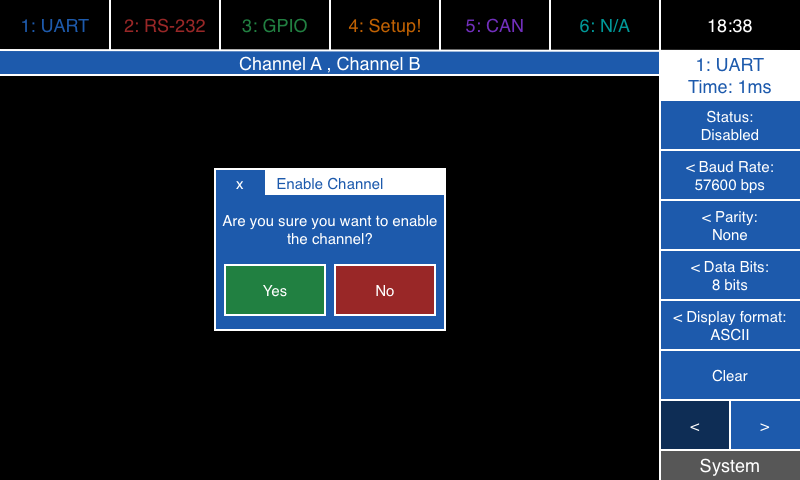 1: UART
2: RS-232
3: GPIO
4: Setup!
5: CAN
6: N/A
18:38
Channel A , Channel B
1: UART
Time: 1ms
Status:
Disabled
< Baud Rate:
57600 bps
< Parity:
None
< Data Bits:
8 bits
< Display format:
ASCII
Clear
<
>
System
x
Enable Channel
Are you sure you want to enable
the channel?
Yes
No